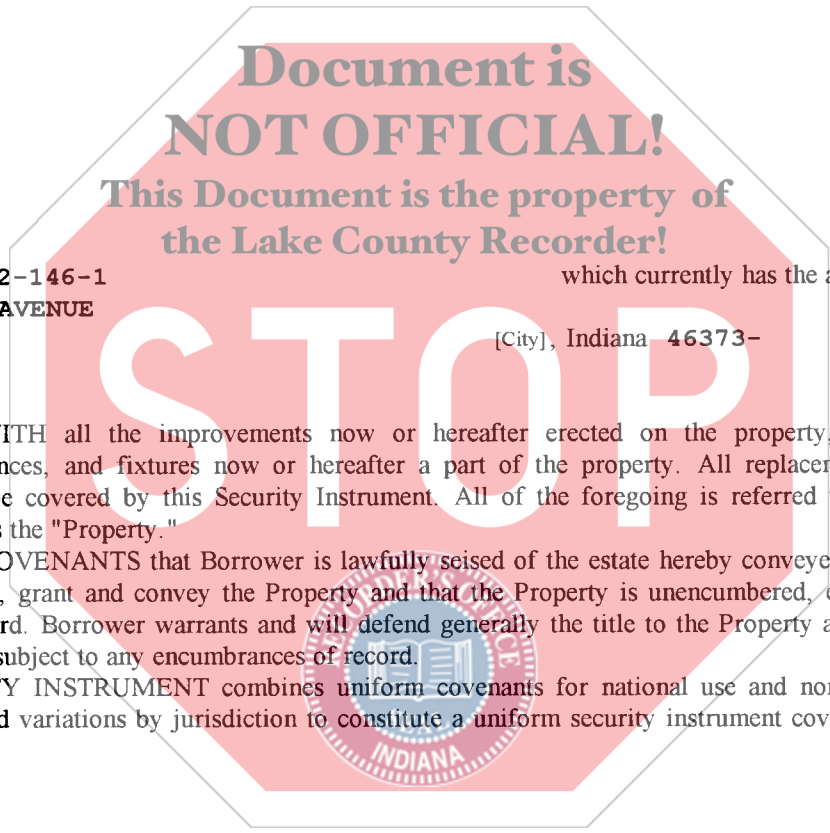 Document is
NOT OFFICIAL!
This Document is the property of
the Lake County Recorder!
2-146-1 which currently has the a
AVENUE
[City], Indiana 46373-
STOP
ITH all the improvements now or hereafter erected on the property,
nces, and fixtures now or hereafter a part of the property. All replacer
e covered by this Security Instrument. All of the foregoing is referred
s the "Property."
OVENANTS that Borrower is lawfully seised of the estate hereby conveye
, grant and convey the Property and that the Property is unencumbered, e
rd. Borrower warrants and will defend generally the title to the Property a
subject to any encumbrances of record.
Y INSTRUMENT combines uniform covenants for national use and nor
d variations by jurisdiction to constitute a uniform security instrument cov
RECORDER'S OFFICE
INDIANA